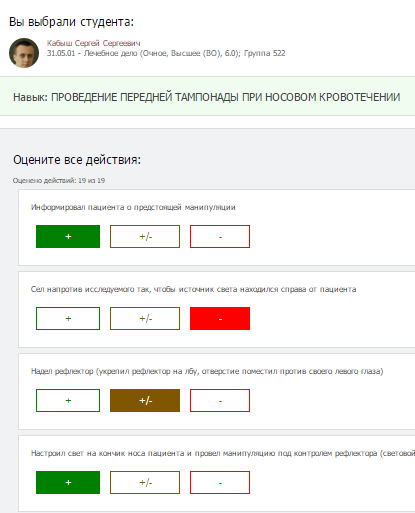 Вы выбрали студента:
Кабыш Сергей Сергеевич
31.05.01 - Лечебное дело (Очное, Высшее (ВО), 6.0); Группа 522
Навык: ПРОВЕДЕНИЕ ПЕРЕДНЕЙ ТАМПОНАДЫ ПРИ НОСОВОМ КРОВОТЕЧЕНИИ
Оцените все действия:
Оценено действий: 19 из 19
Информировал пациента о предстоящей манипуляции
+ +/- -
Сел напротив исследуемого так, чтобы источник света находился справа от пациента
+ +/- -
Надел рефлектор (укрепил рефлектор на лбу, отверстие поместил против своего левого глаза)
+ +/- -
Настроил свет на кончик носа пациента и провел манипуляцию под контролем рефлектора (световой
+ +/- -